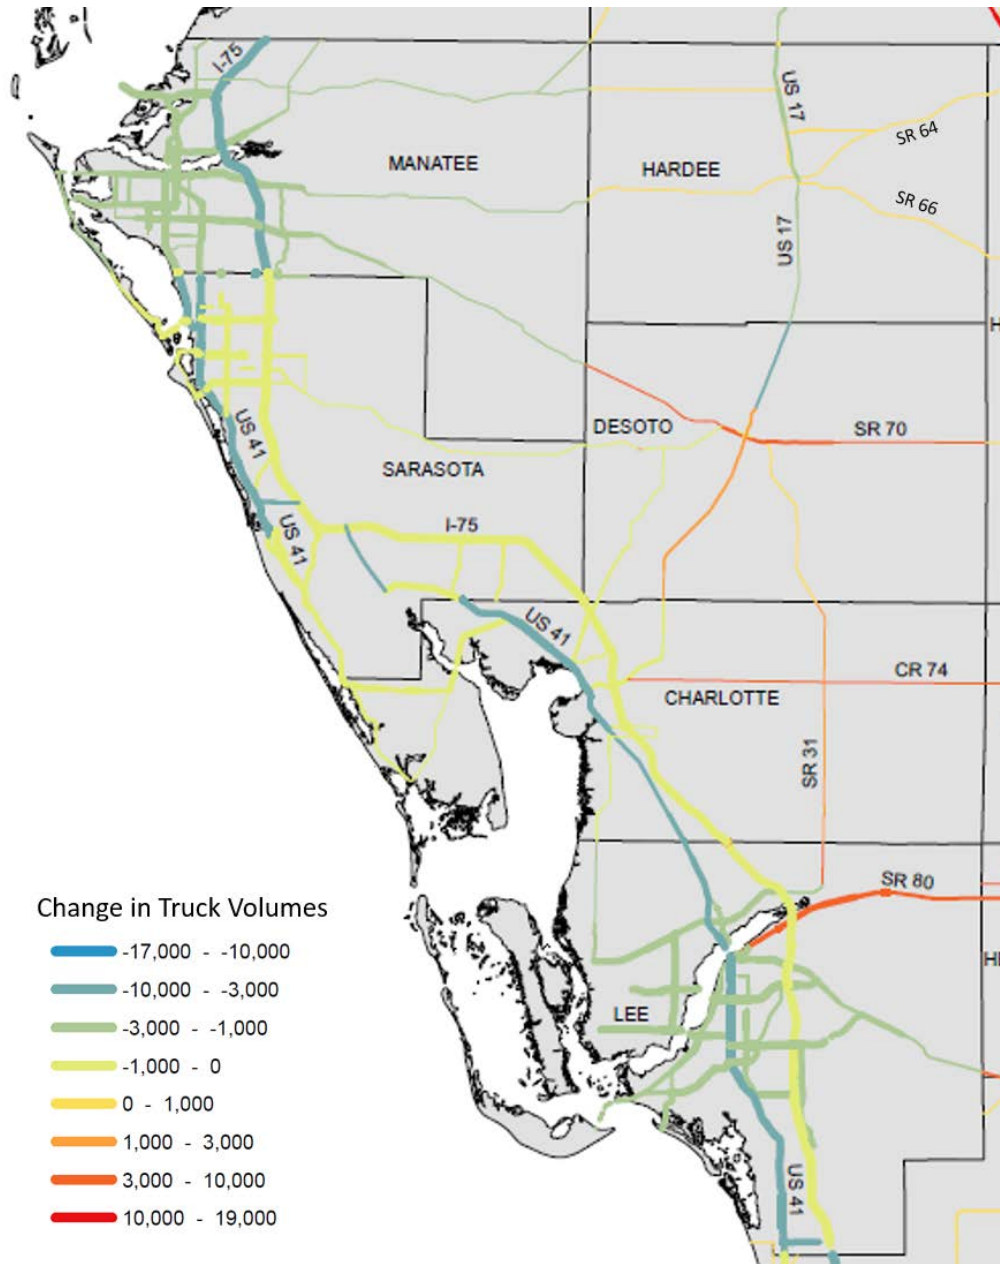 I-75
US 17
SR 64
MANATEE
HARDEE
SR 66
US 17
H
US 41
DESOTO
SR 70
SARASOTA
US 41
I-75
US 41
CR 74
CHARLOTTE
SR 31
SR 80
Change in Truck Volumes
-17,000 - -10,000
-10,000 - -3,000
-3,000 - -1,000
-1,000 - 0
0 - 1,000
1,000 - 3,000
3,000 - 10,000
10,000 - 19,000
LEE
US 41